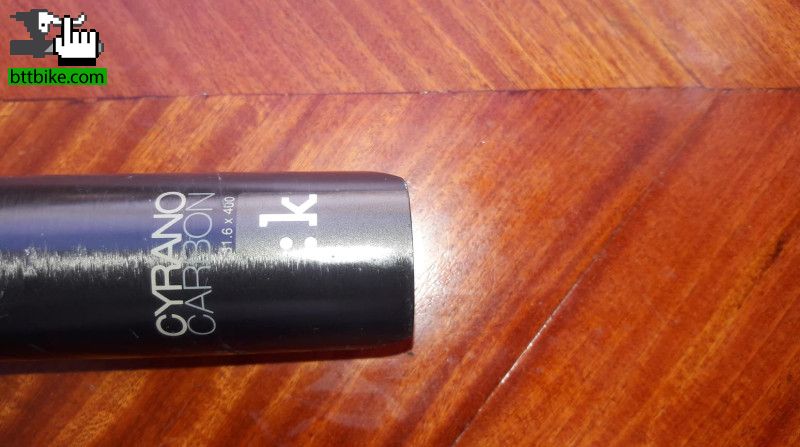 bttbike.com
CYRANO
CARBON
31.6 x 400
:k